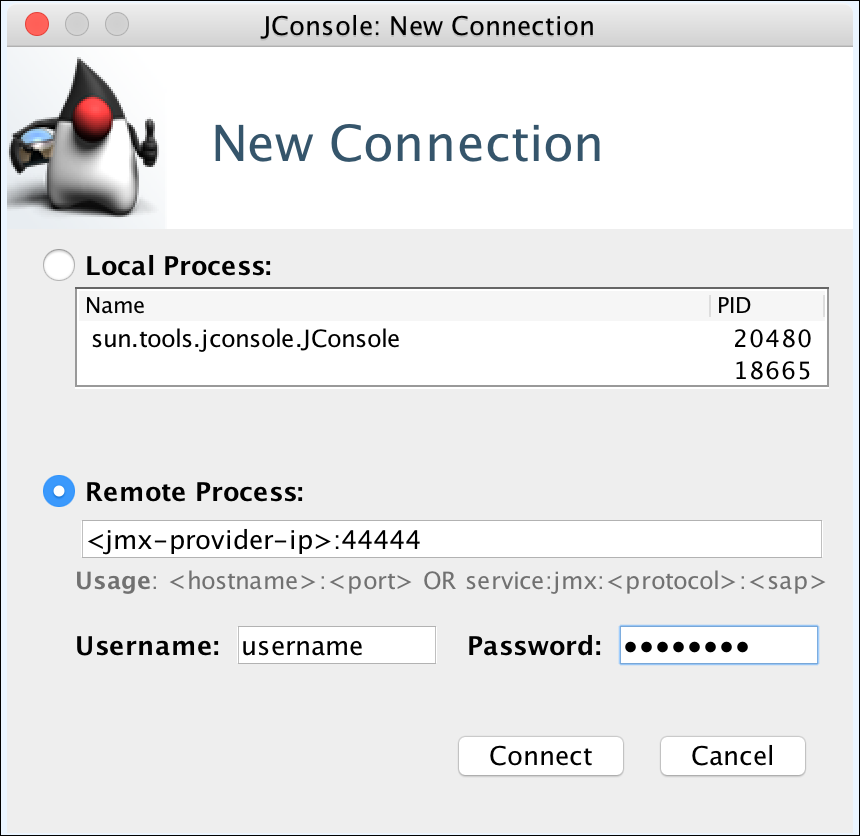 JConsole: New Connection
New Connection
Local Process:
Name PID
sun.tools.jconsole.JConsole 20480
18665
Remote Process:
<jmx-provider-ip>:44444
Usage: <hostname>:<port> OR service:jmx:<protocol>:<sap>
Username: username Password: ••••••••
Connect Cancel